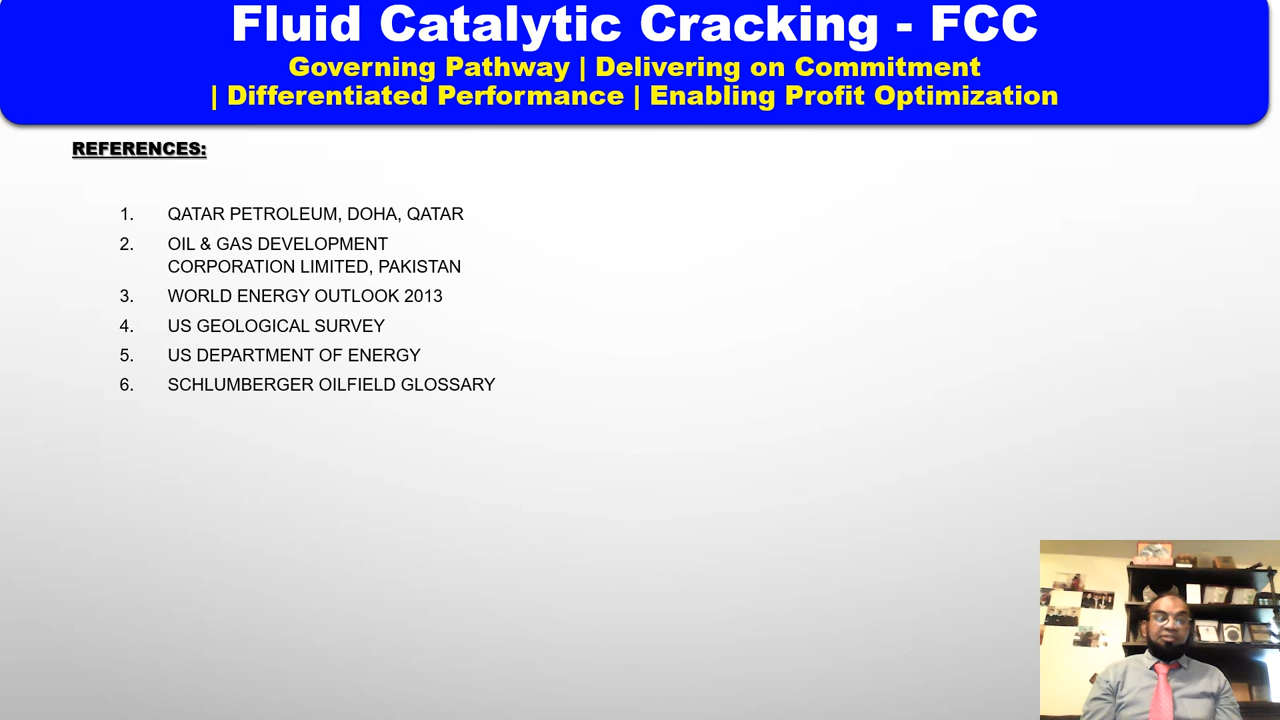 Fluid Catalytic Cracking - FCC
Governing Pathway | Delivering on Commitment
| Differentiated Performance | Enabling Profit Optimization
REFERENCES:
1. QATAR PETROLEUM, DOHA, QATAR
2. OIL & GAS DEVELOPMENT
CORPORATION LIMITED, PAKISTAN
3. WORLD ENERGY OUTLOOK 2013
4. US GEOLOGICAL SURVEY
5. US DEPARTMENT OF ENERGY
6. SCHLUMBERGER OILFIELD GLOSSARY